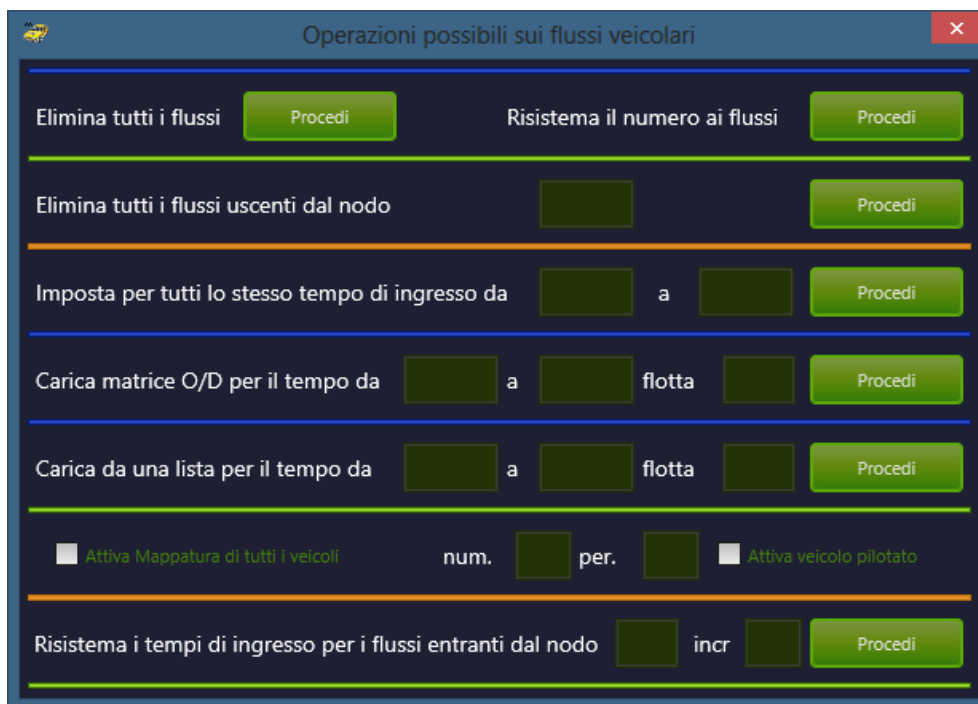 Operazioni possibili sui flussi veicolari
Elimina tutti i flussi Procedi Risistema il numero ai flussi Procedi
Elimina tutti i flussi uscenti dal nodo Procedi
Imposta per tutti lo stesso tempo di ingresso da a Procedi
Carica matrice O/D per il tempo da a flotta Procedi
Carica da una lista per il tempo da a flotta Procedi
Attiva Mappatura di tutti i veicoli num. per. Attiva veicolo pilotato
Risistema i tempi di ingresso per i flussi entranti dal nodo incr Procedi